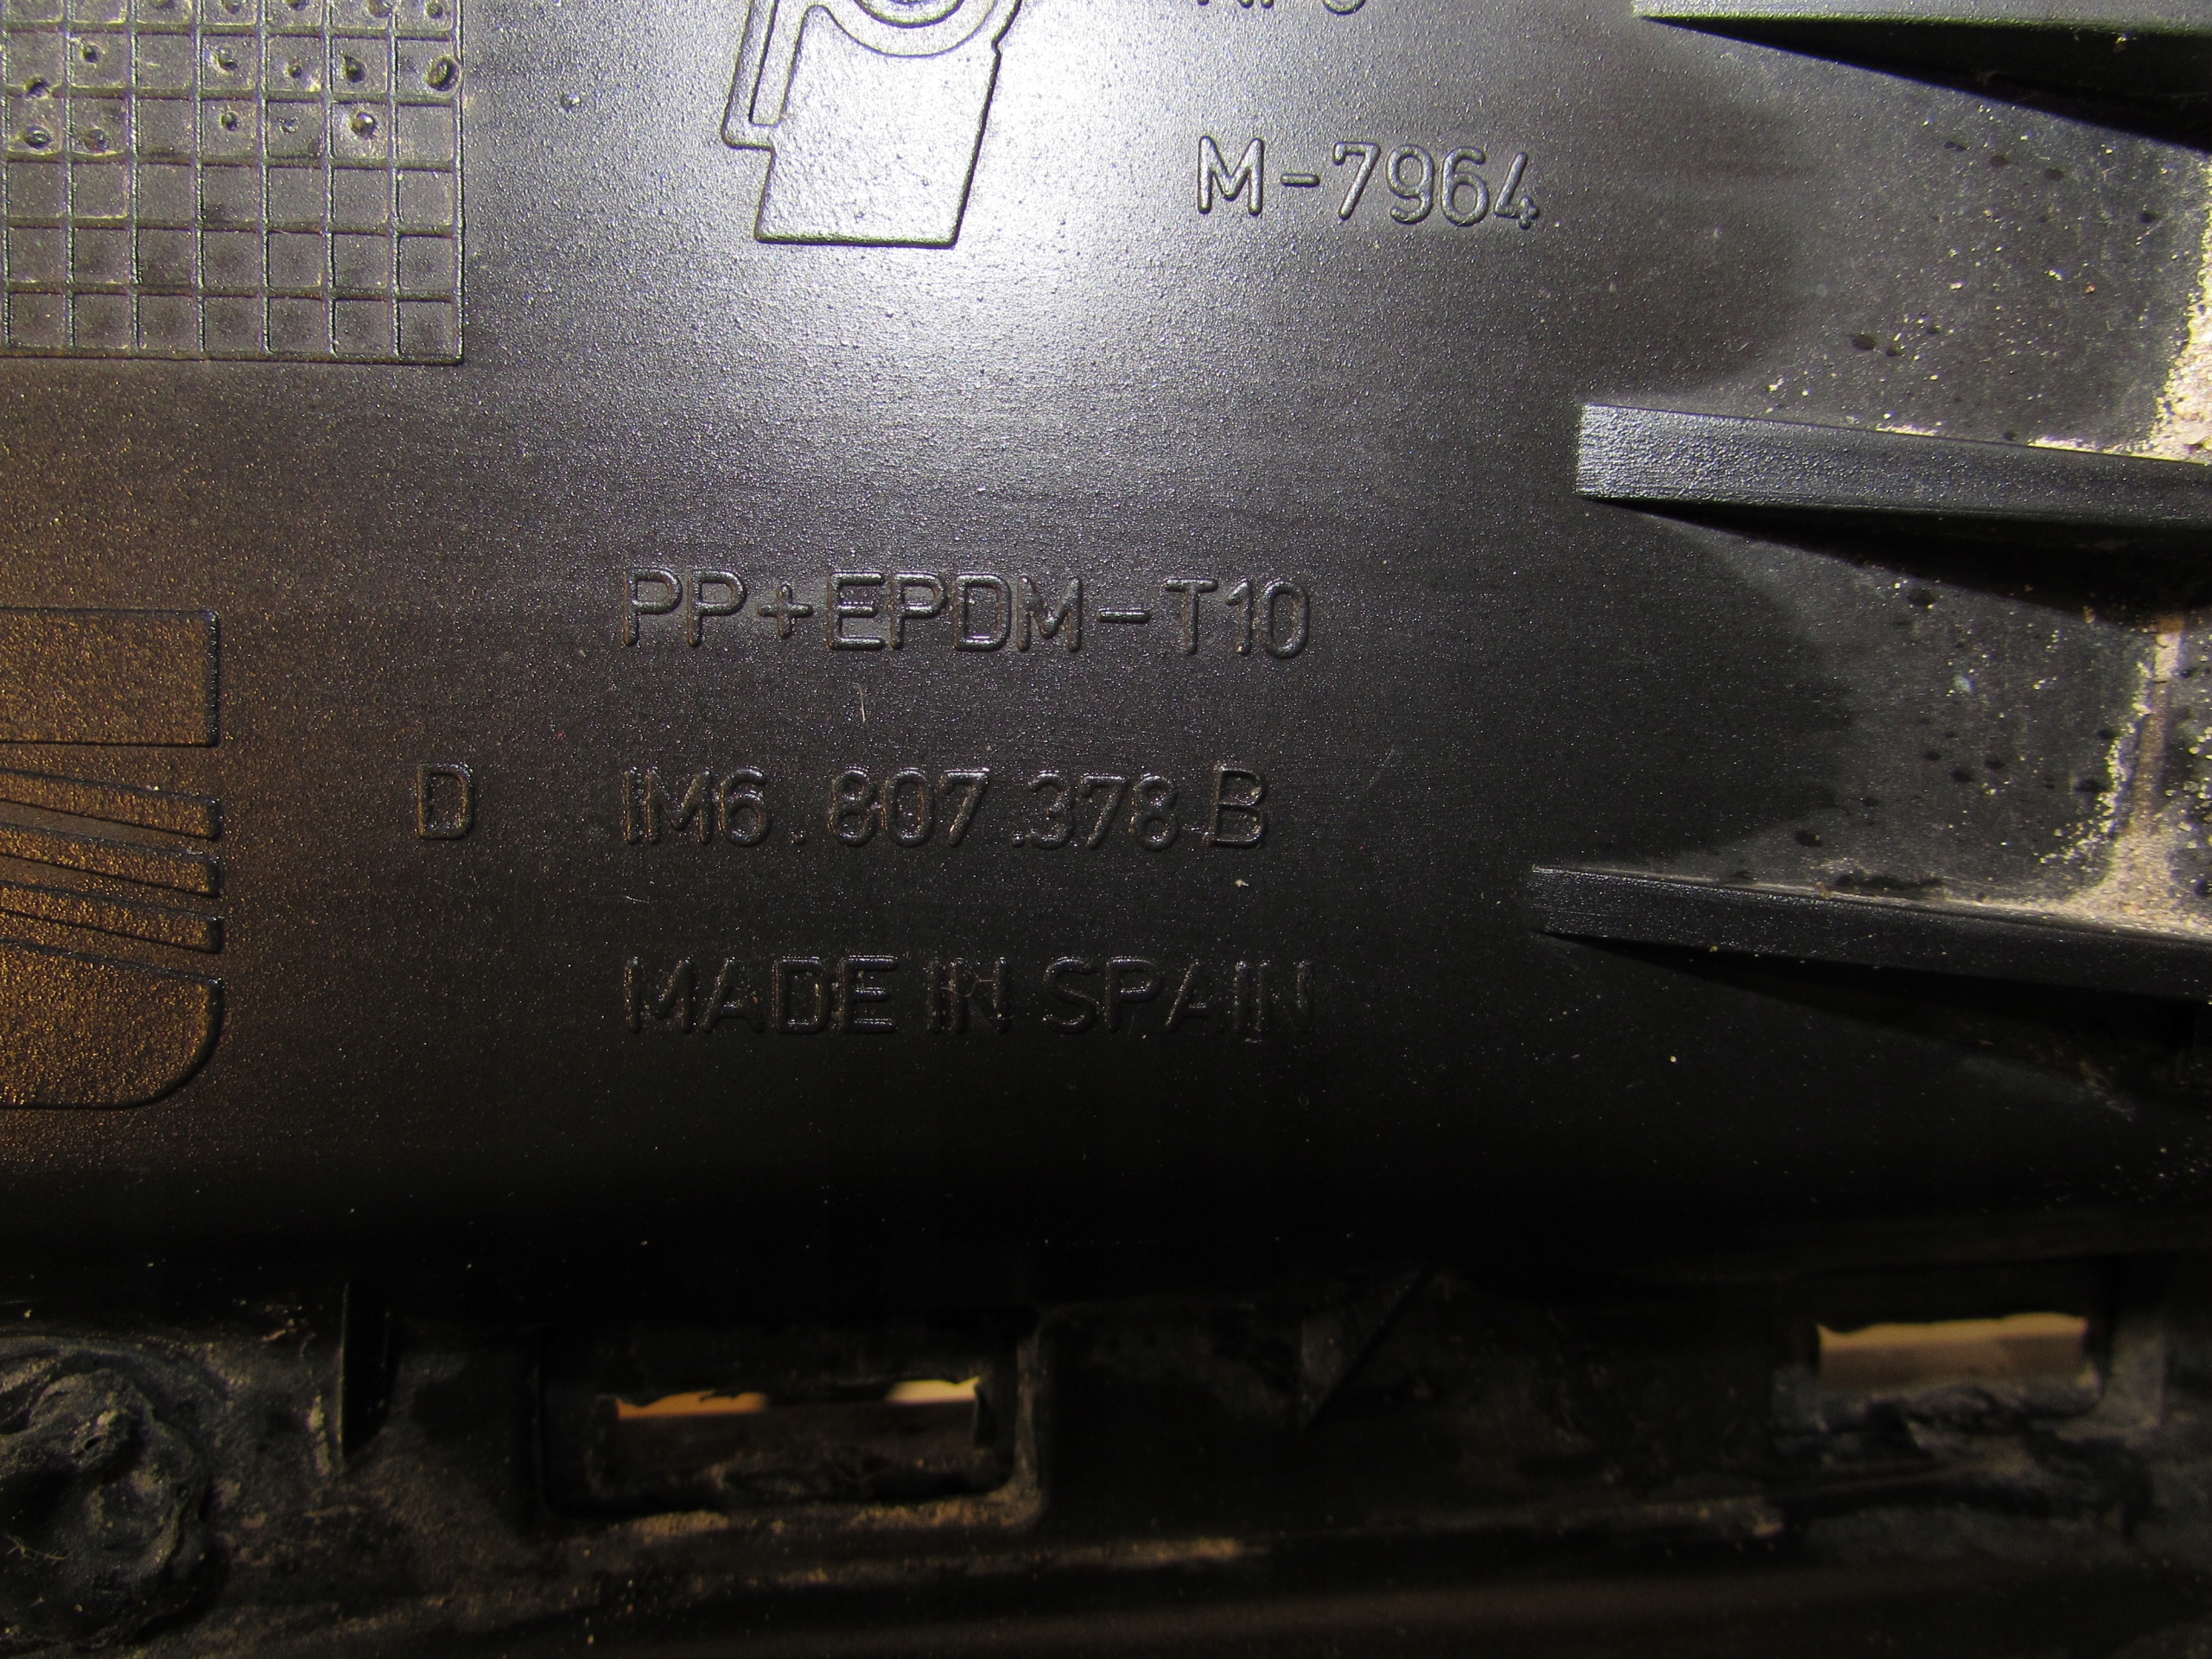 M-7964
PP+EPDM-T10
D 1M6.807.378 B
MADE IN SPAIN